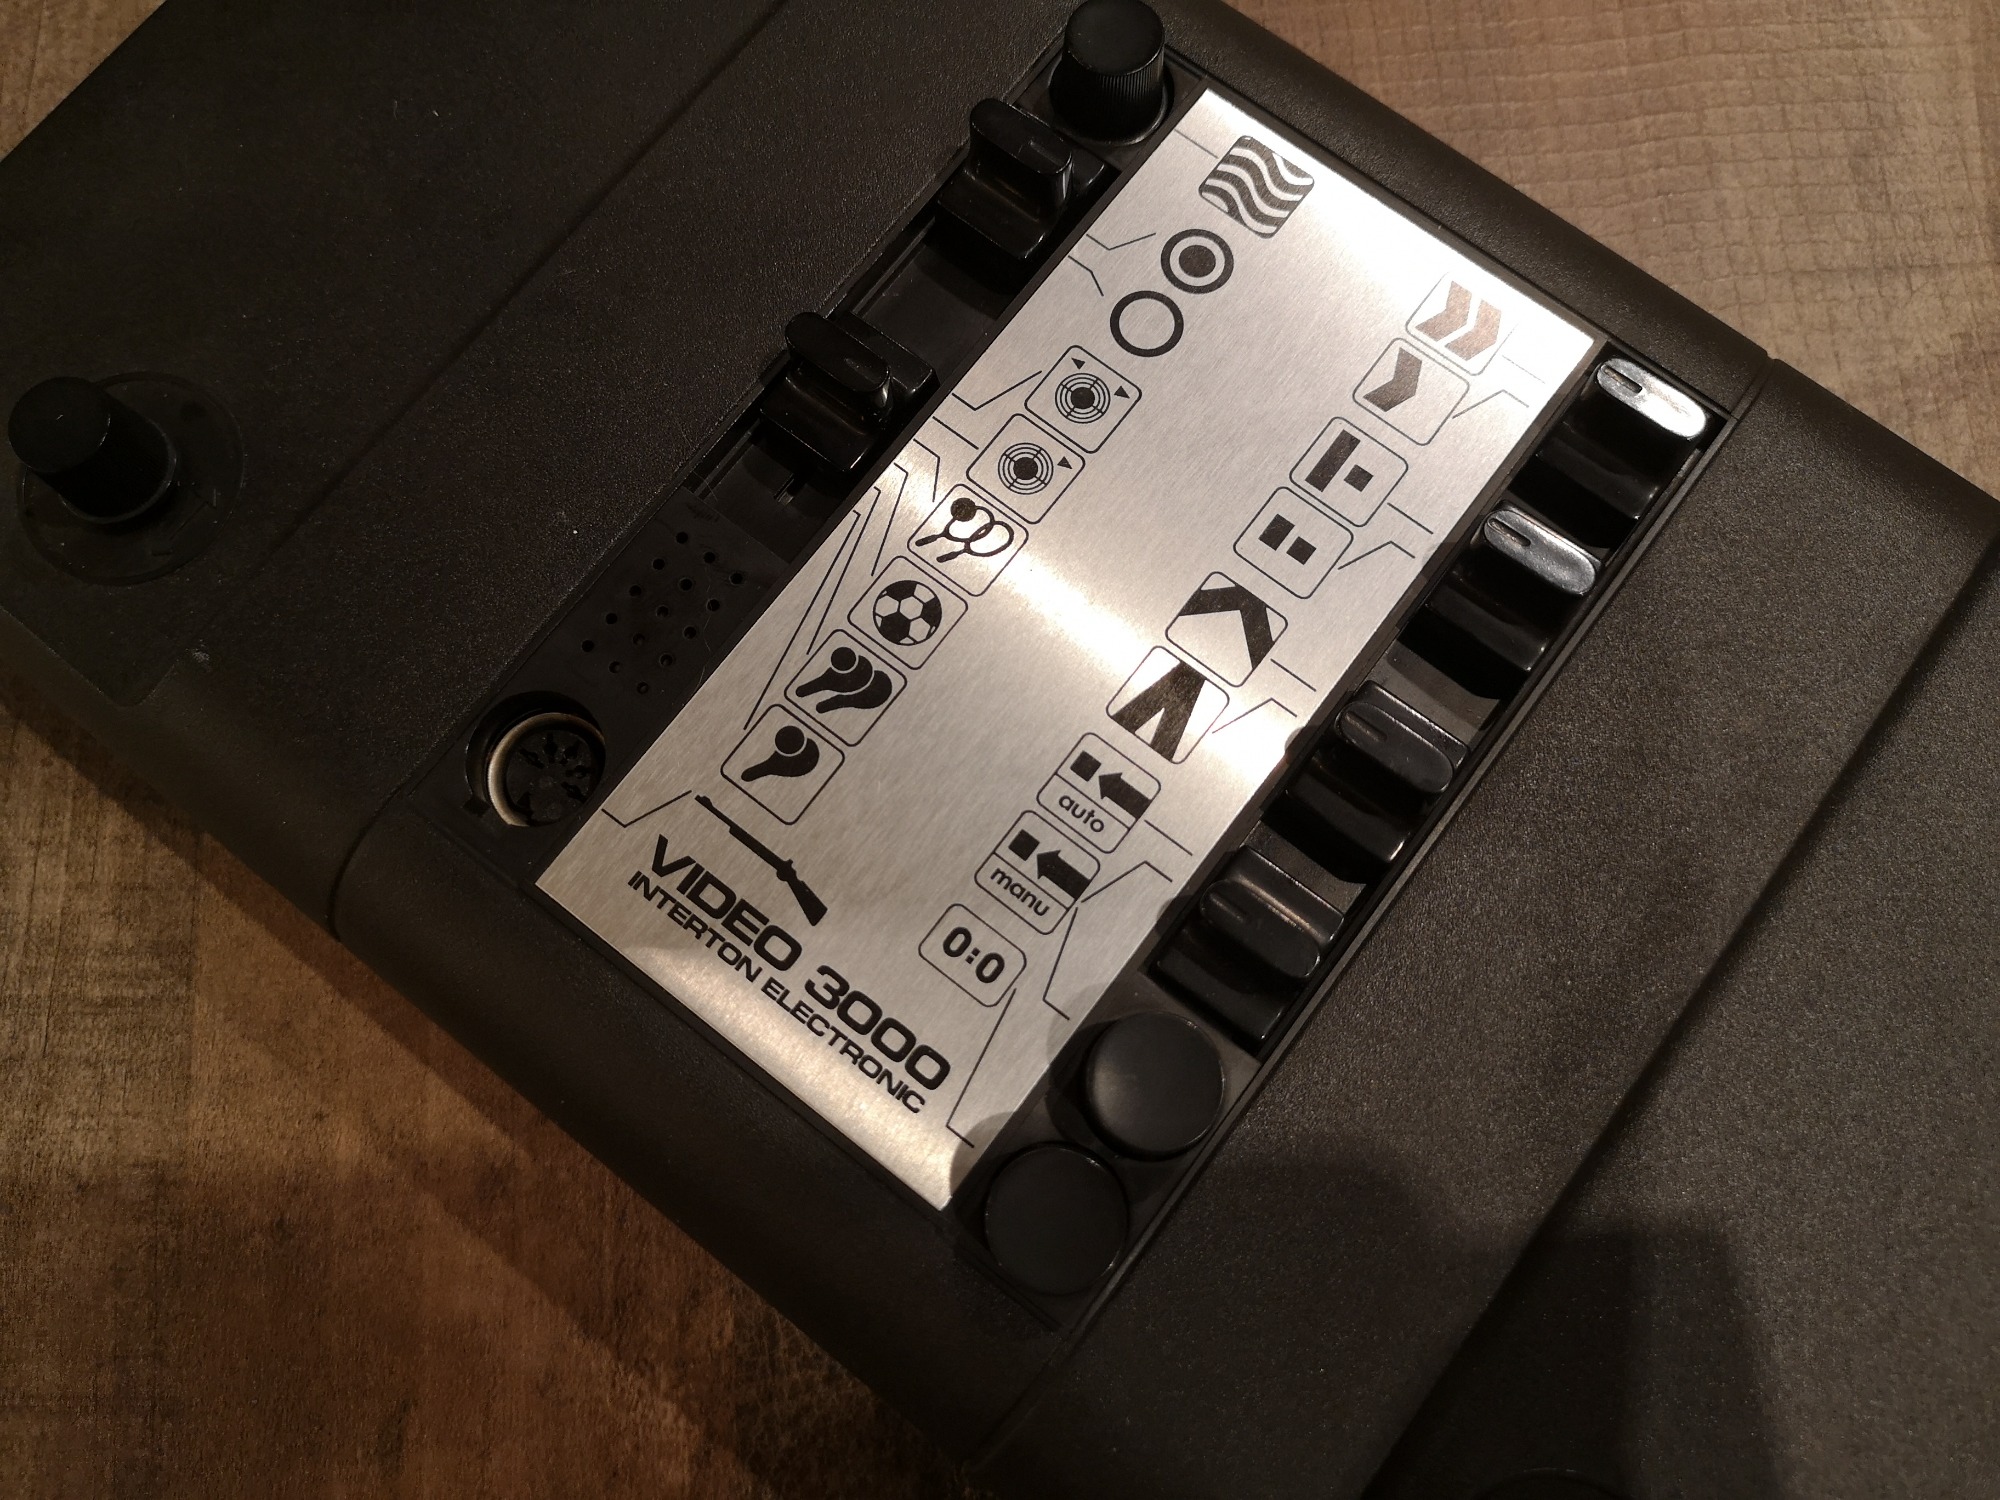 auto
manu
0:0
VIDEO 3000
INTERTON ELECTRONIC